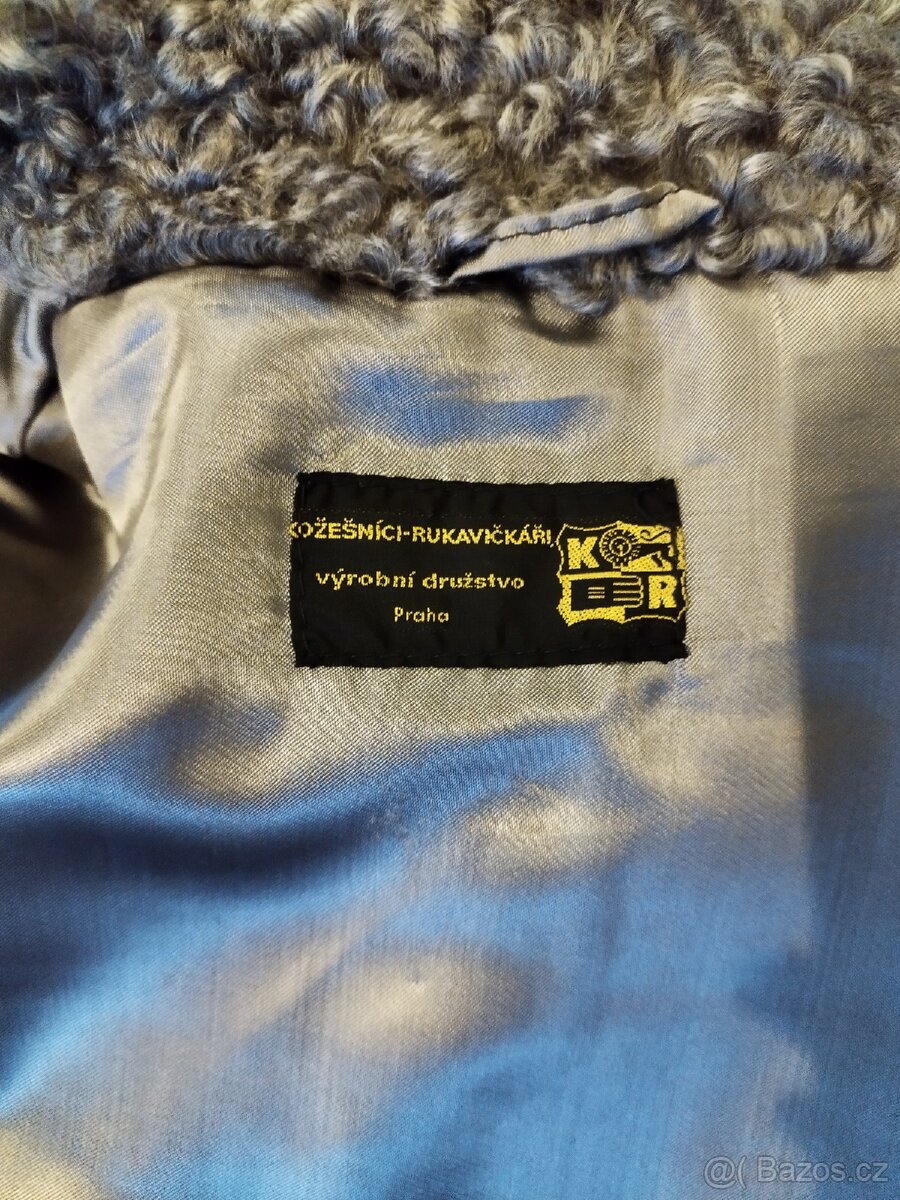 KOŽEŠNÍCI-RUKAVIČKÁŘI,
výrobní družstvo
Praha
K
R
@( Bazos.cz